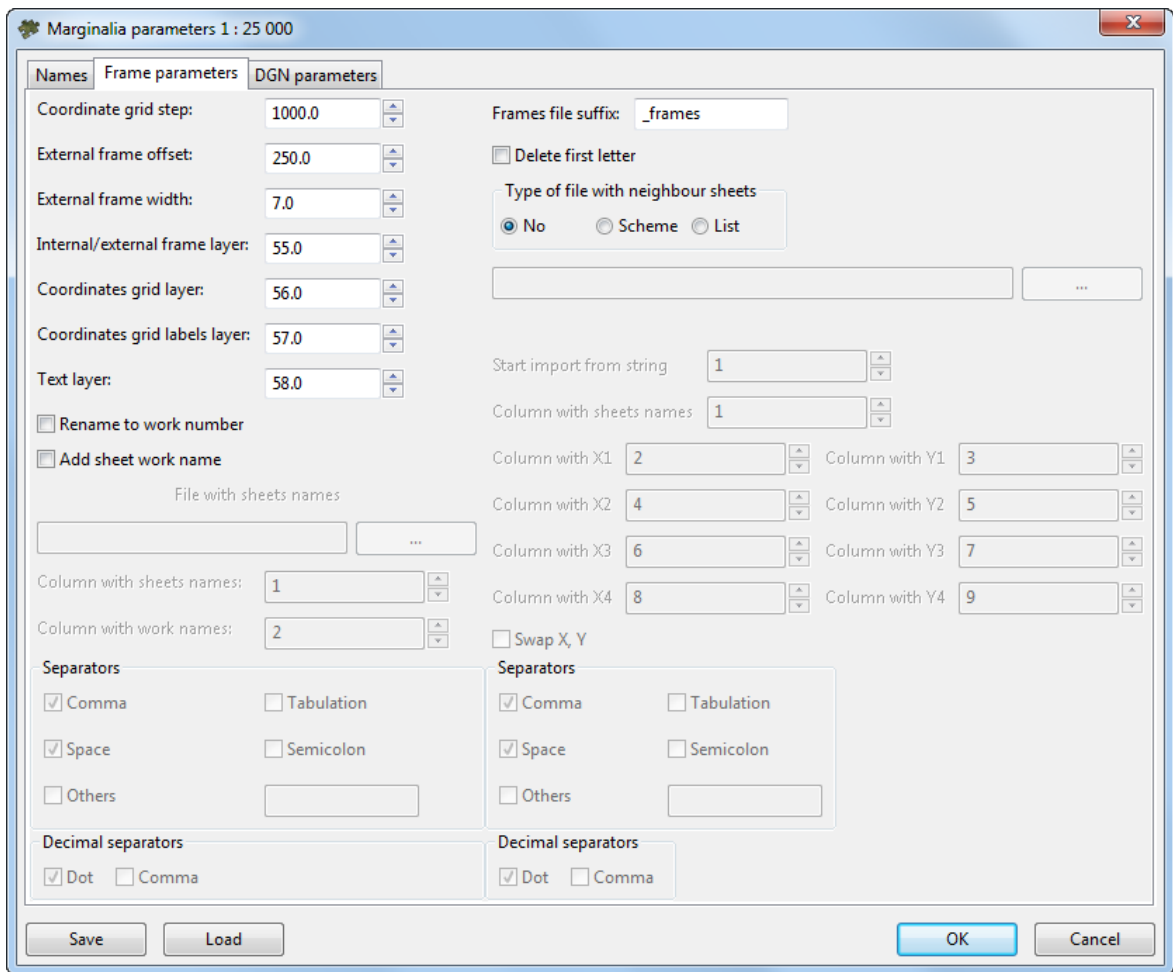 Marginalia parameters 1 : 25 000
Names Frame parameters DGN parameters
Coordinate grid step: 1000.0
External frame offset: 250.0
External frame width: 7.0
Internal/external frame layer: 55.0
Coordinates grid layer: 56.0
Coordinates grid labels layer: 57.0
Text layer: 58.0
Rename to work number
Add sheet work name
File with sheets names
...
Column with sheets names: 1
Column with work names: 2
Separators
Comma Tabulation
Space Semicolon
Others
Decimal separators
Dot Comma
Frames file suffix: _frames
Delete first letter
Type of file with neighbour sheets
No Scheme List
...
Start import from string 1
Column with sheets names 1
Column with X1 2 Column with Y1 3
Column with X2 4 Column with Y2 5
Column with X3 6 Column with Y3 7
Column with X4 8 Column with Y4 9
Swap X, Y
Separators
Comma Tabulation
Space Semicolon
Others
Decimal separators
Dot Comma
Save Load OK Cancel